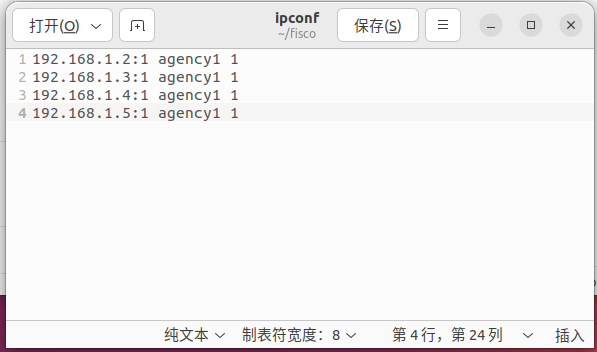 打开(O)
ipconf
~/fisco
保存(S)
1 192.168.1.2:1 agency1 1
2 192.168.1.3:1 agency1 1
3 192.168.1.4:1 agency1 1
4 192.168.1.5:1 agency1 1
纯文本 制表符宽度：8 第 4 行，第 24 列 插入